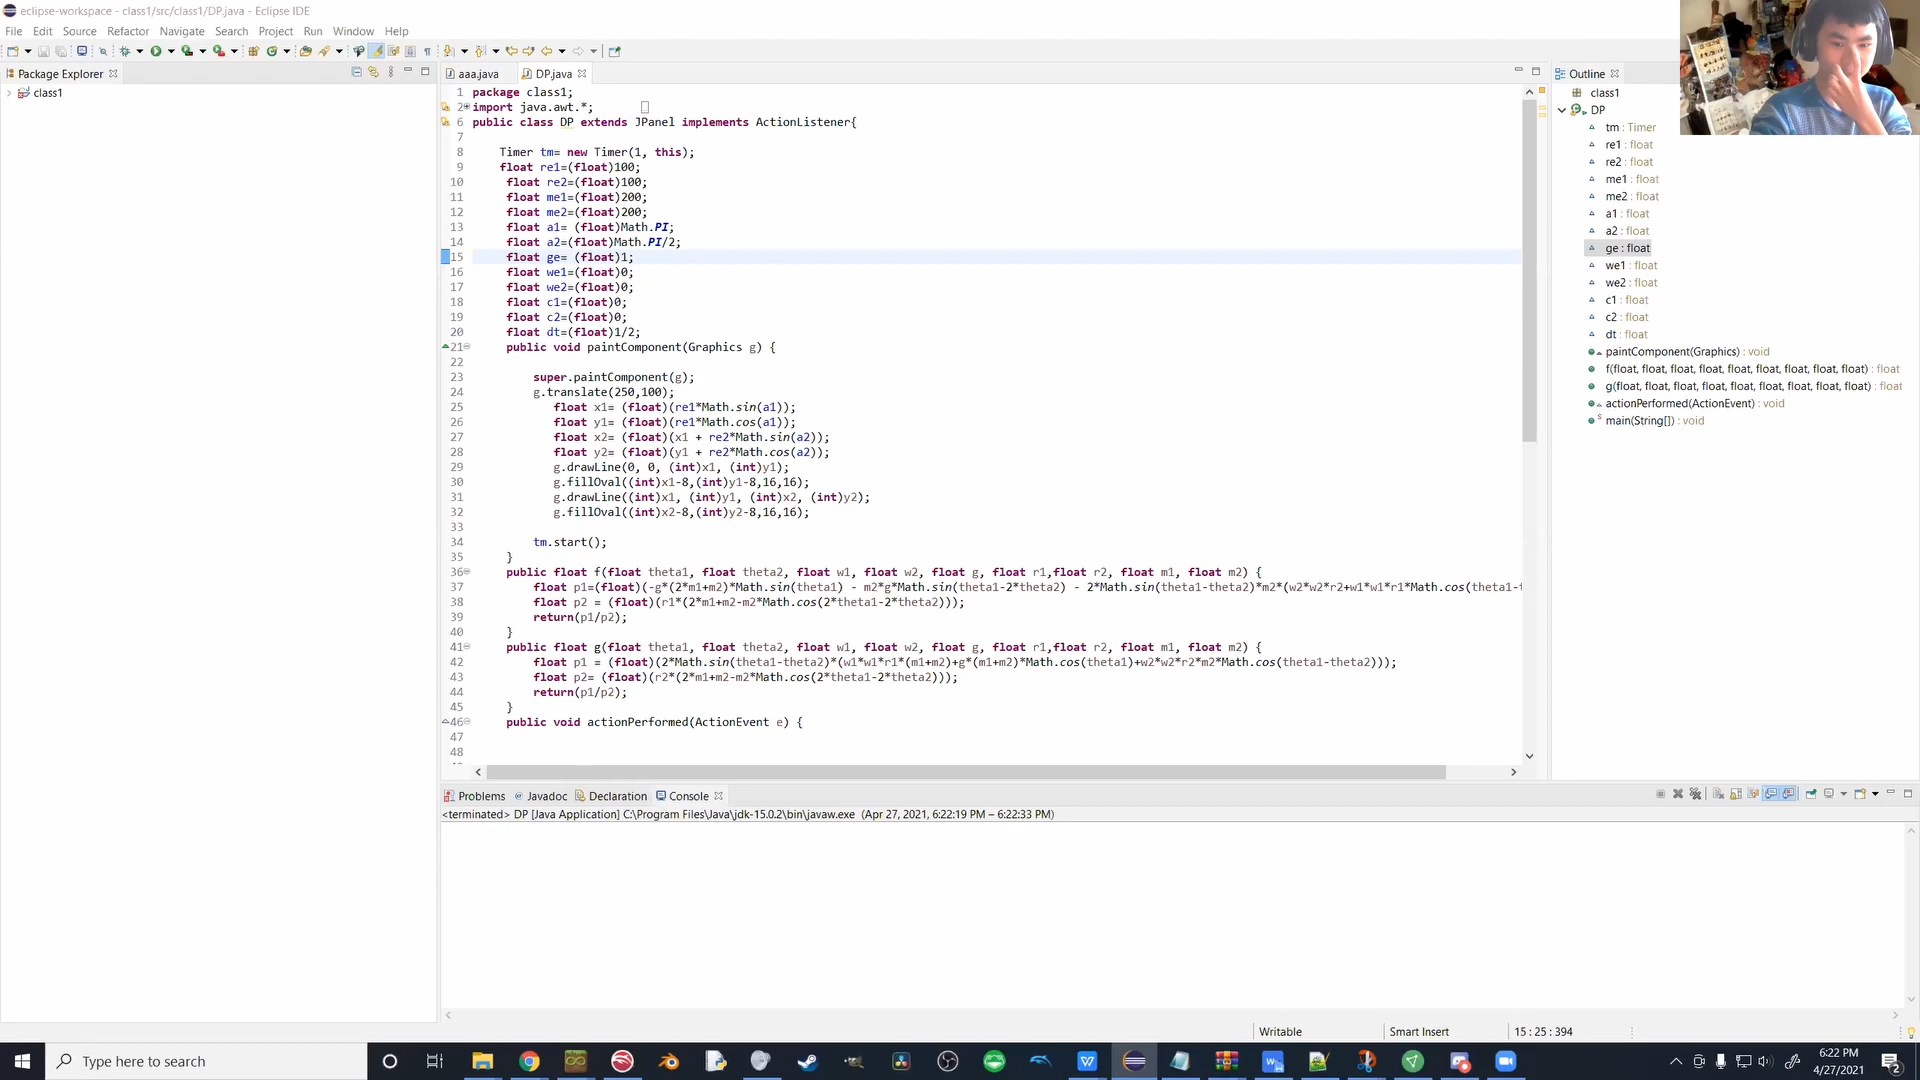 eclipse-workspace - class1/src/class1/DP.java - Eclipse IDE
File Edit Source Refactor Navigate Search Project Run Window Help
Package Explorer
class1
aaa.java DP.java
1 package class1;
2 import java.awt.*;
6 public class DP extends JPanel implements ActionListener{
7
8 Timer tm= new Timer(1, this);
9 float re1=(float)100;
10 float re2=(float)100;
11 float me1=(float)200;
12 float me2=(float)200;
13 float a1= (float)Math.PI;
14 float a2=(float)Math.PI/2;
15 float ge= (float)1;
16 float we1=(float)0;
17 float we2=(float)0;
18 float c1=(float)0;
19 float c2=(float)0;
20 float dt=(float)1/2;
21 public void paintComponent(Graphics g) {
22
23 super.paintComponent(g);
24 g.translate(250,100);
25 float x1= (float)(re1*Math.sin(a1));
26 float y1= (float)(re1*Math.cos(a1));
27 float x2= (float)(x1 + re2*Math.sin(a2));
28 float y2= (float)(y1 + re2*Math.cos(a2));
29 g.drawLine(0, 0, (int)x1, (int)y1);
30 g.fillOval((int)x1-8,(int)y1-8,16,16);
31 g.drawLine((int)x1, (int)y1, (int)x2, (int)y2);
32 g.fillOval((int)x2-8,(int)y2-8,16,16);
33
34 tm.start();
35 }
36 public float f(float theta1, float theta2, float w1, float w2, float g, float r1,float r2, float m1, float m2) {
37 float p1=(float)(-g*(2*m1+m2)*Math.sin(theta1) - m2*g*Math.sin(theta1-2*theta2) - 2*Math.sin(theta1-theta2)*m2*(w2*w2*r2+w1*w1*r1*Math.cos(theta1-t
38 float p2 = (float)(r1*(2*m1+m2-m2*Math.cos(2*theta1-2*theta2)));
39 return(p1/p2);
40 }
41 public float g(float theta1, float theta2, float w1, float w2, float g, float r1,float r2, float m1, float m2) {
42 float p1 = (float)(2*Math.sin(theta1-theta2)*(w1*w1*r1*(m1+m2)+g*(m1+m2)*Math.cos(theta1)+w2*w2*r2*m2*Math.cos(theta1-theta2)));
43 float p2= (float)(r2*(2*m1+m2-m2*Math.cos(2*theta1-2*theta2)));
44 return(p1/p2);
45 }
46 public void actionPerformed(ActionEvent e) {
47
48
Outline
class1
DP
tm : Timer
re1 : float
re2 : float
me1 : float
me2 : float
a1 : float
a2 : float
ge : float
we1 : float
we2 : float
c1 : float
c2 : float
dt : float
paintComponent(Graphics) : void
f(float, float, float, float, float, float, float, float, float) : float
g(float, float, float, float, float, float, float, float, float) : float
actionPerformed(ActionEvent) : void
main(String[]) : void
Problems Javadoc Declaration Console
<terminated> DP [Java Application] C:\Program Files\Java\jdk-15.0.2\bin\javaw.exe (Apr 27, 2021, 6:22:19 PM – 6:22:33 PM)
Writable Smart Insert 15 : 25 : 394
Type here to search
6:22 PM
4/27/2021
2